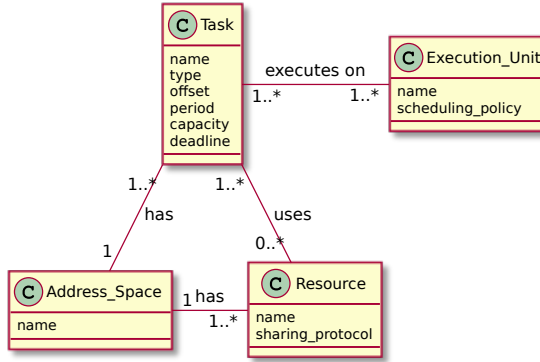 C Task
name
type
offset
period
capacity
deadline
executes on
1..*
1..*
C Execution_Unit
name
scheduling_policy
1..*
1..*
has
uses
1
0..*
C Address_Space
name
1 has
1..*
C Resource
name
sharing_protocol